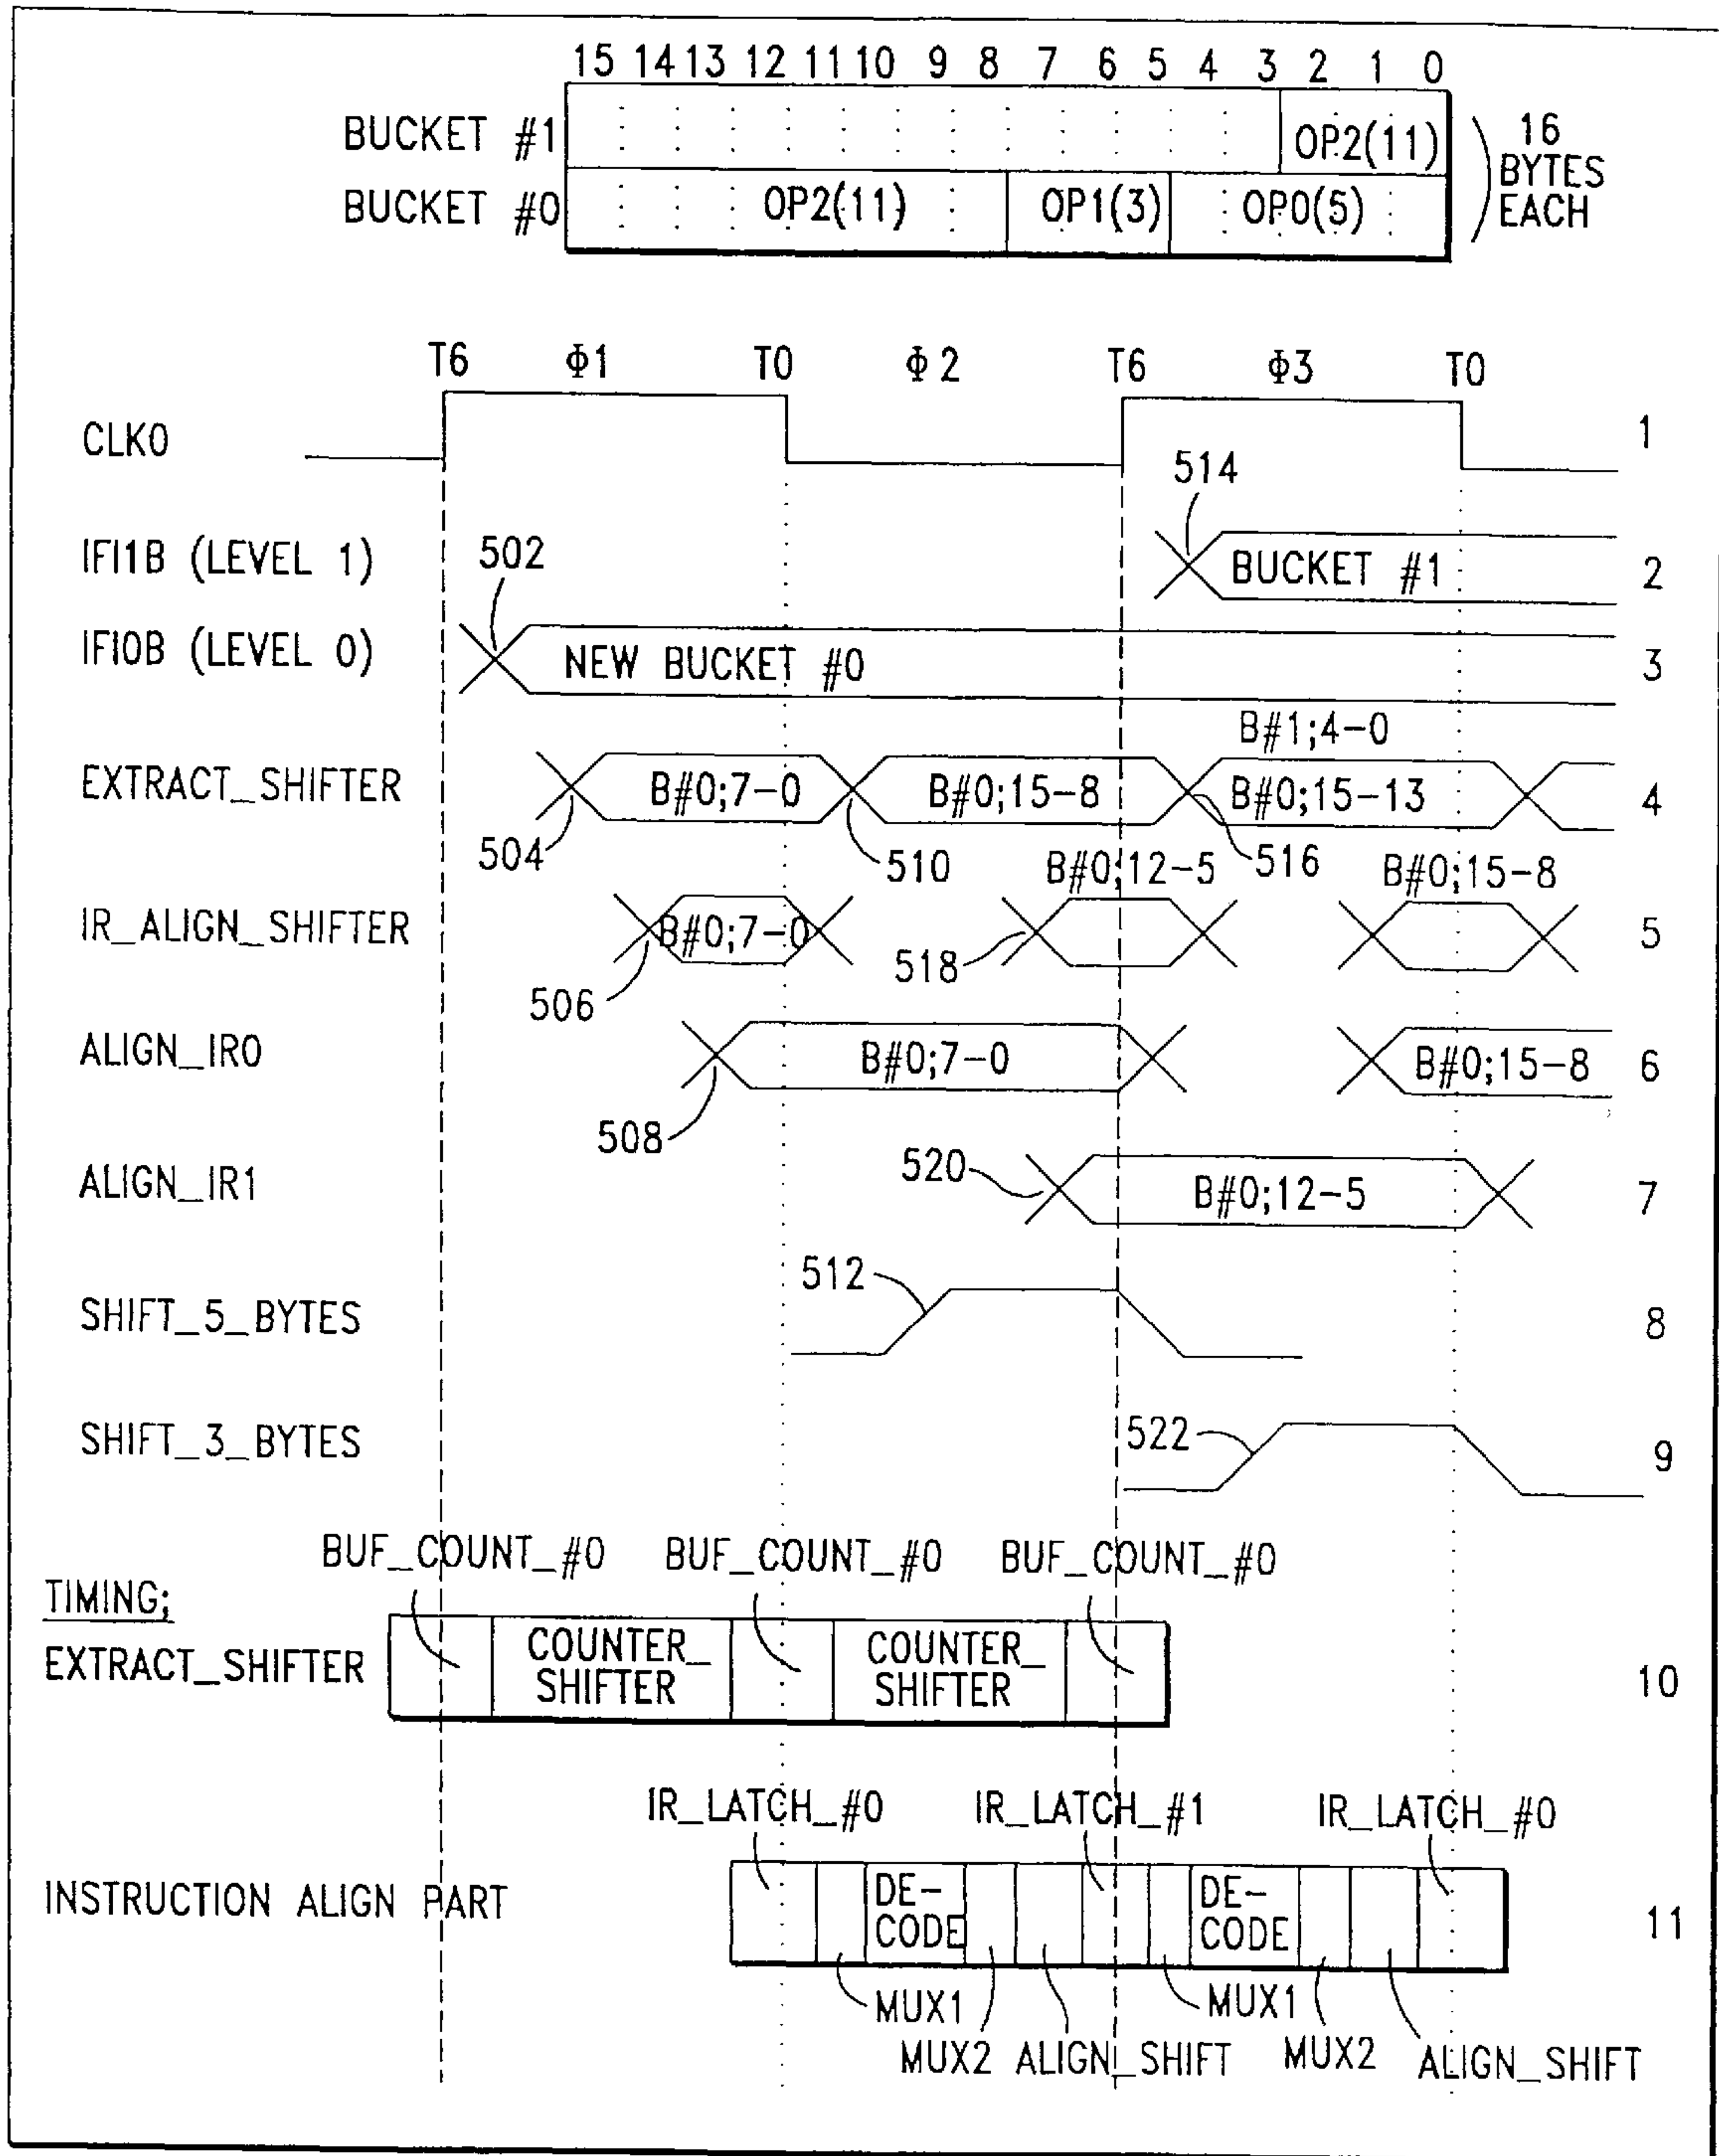 15 14 13 12 11 10 9 8 7 6 5 4 3 2 1 0
BUCKET #1 OP2(11)
BUCKET #0 OP2(11) OP1(3) OP0(5)
16
BYTES
EACH
T6 Φ1 T0 Φ2 T6 Φ3 T0
CLK0 1
514
IFI1B (LEVEL 1) 502 BUCKET #1 2
IFI0B (LEVEL 0) NEW BUCKET #0 3
B#1;4-0
EXTRACT_SHIFTER B#0;7-0 B#0;15-8 B#0;15-13 4
504 510 B#0;12-5 516 B#0;15-8
IR_ALIGN_SHIFTER B#0;7-0 5
506 518
ALIGN_IR0 B#0;7-0 B#0;15-8 6
508
ALIGN_IR1 520 B#0;12-5 7
512
SHIFT_5_BYTES 8
SHIFT_3_BYTES 522 9
BUF_COUNT_#0 BUF_COUNT_#0 BUF_COUNT_#0
TIMING;
EXTRACT_SHIFTER COUNTER_ SHIFTER COUNTER_ SHIFTER 10
IR_LATCH_#0 IR_LATCH_#1 IR_LATCH_#0
INSTRUCTION ALIGN PART DE- CODE DE- CODE 11
MUX1 MUX1
MUX2 ALIGN_SHIFT MUX2 ALIGN_SHIFT